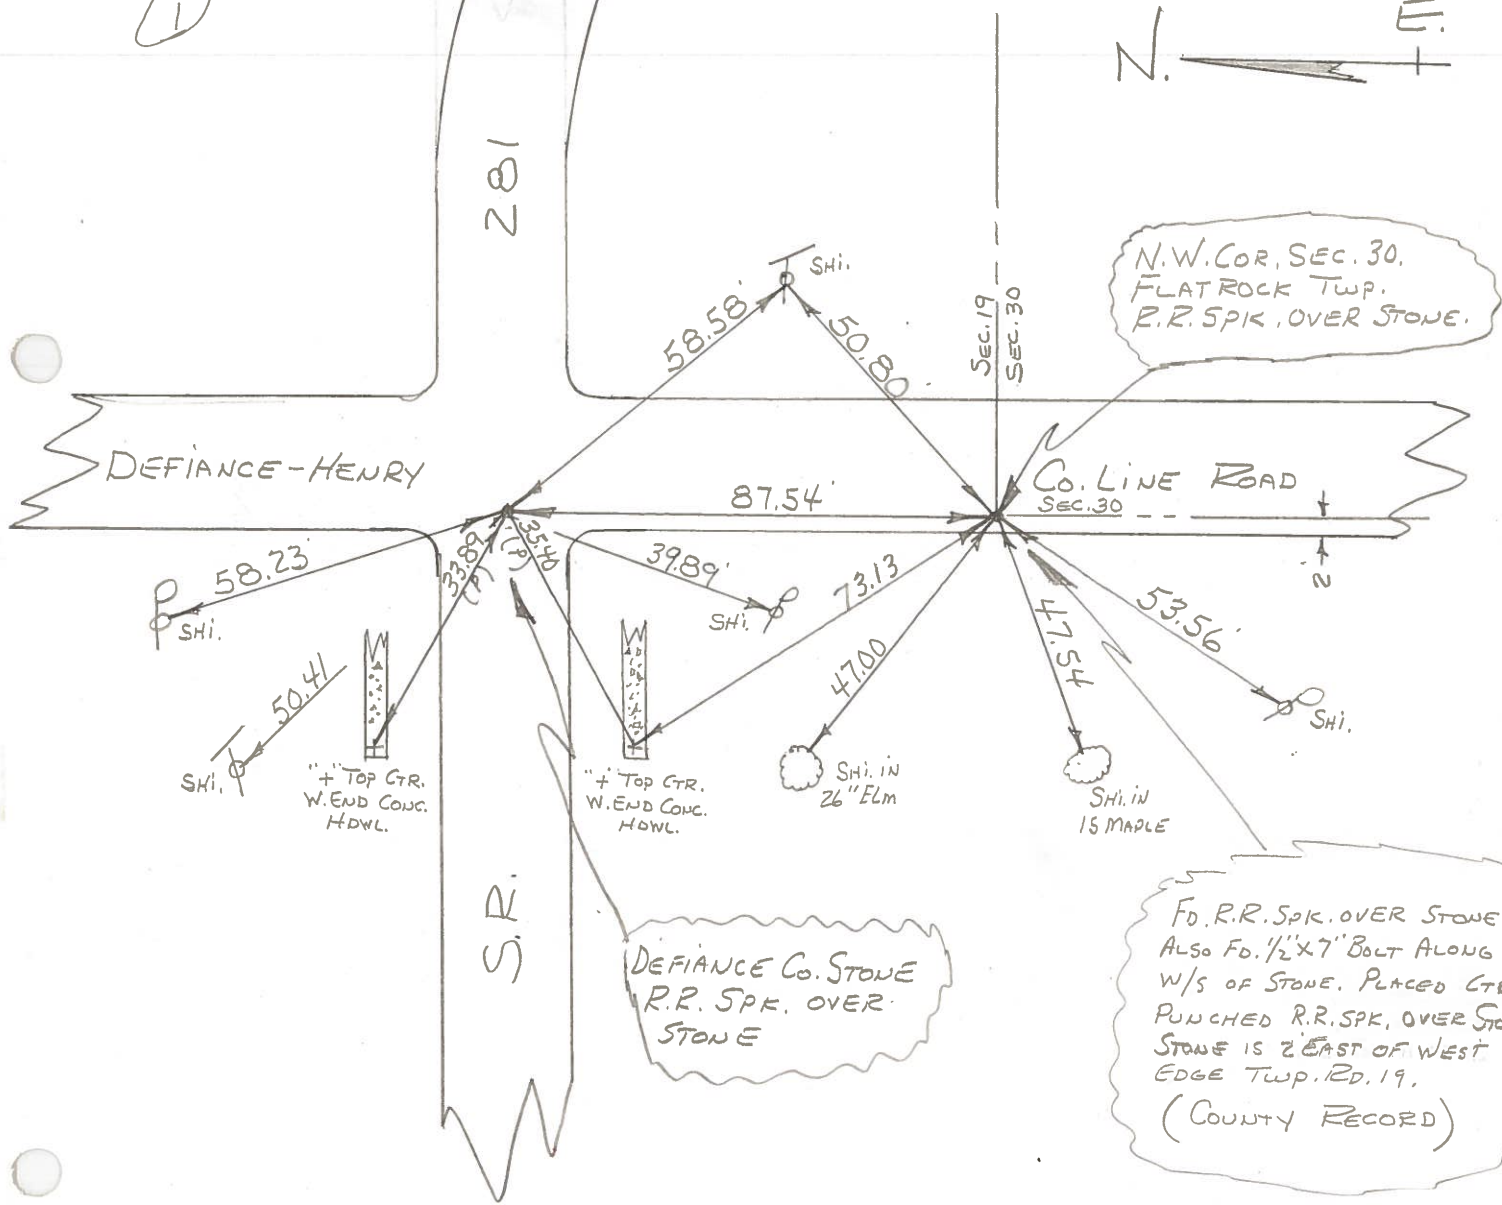 1
N.
E.
281
SHI.
58.58'
50.80'
SEC. 19
SEC. 30
N.W. COR. SEC. 30.
FLATROCK TWP.
R.R. SPIK. OVER STONE.
DEFIANCE-HENRY
CO. LINE ROAD
SEC. 30
87.54'
2'
58.23'
SHI.
33.89
(P)
35.40
(P)
39.89'
SHI.
73.13
47.00
47.54
53.56'
SHI.
50.41
SHI.
"+" TOP CTR.
W. END CONC.
HDWL.
"+" TOP CTR.
W. END CONC.
HDWL.
SHI. IN
26" ELM
SHI. IN
15 MAPLE
S.R.
DEFIANCE CO. STONE
R.R. SPK. OVER
STONE
FD. R.R. SPIK. OVER STONE
ALSO FD. 1/2" X 7" BOLT ALONG
W/S OF STONE. PLACED
PUNCHED R.R. SPK. OVER
STONE IS 2' EAST OF WEST
EDGE TWP. RD. 19.
(COUNTY RECORD)